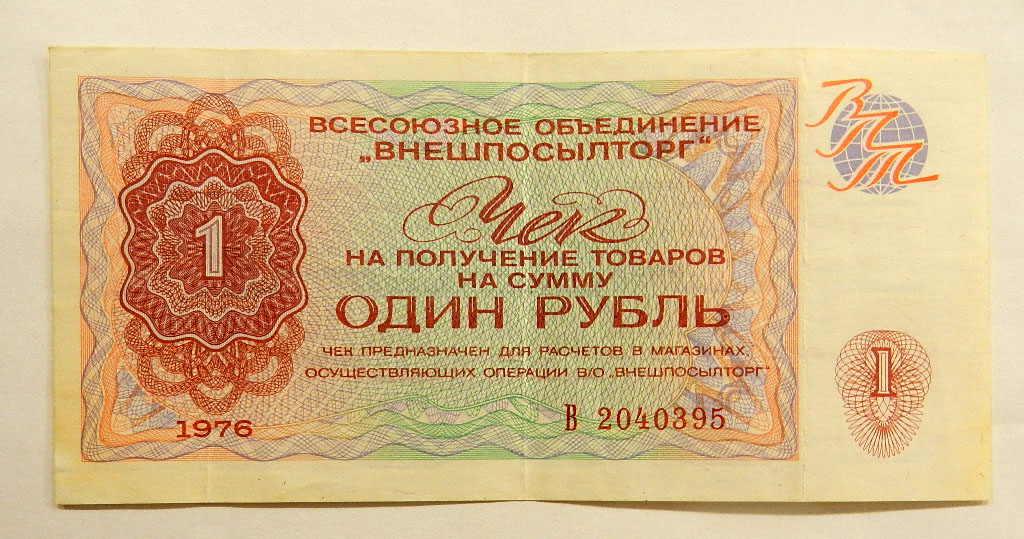 ВСЕСОЮЗНОЕ ОБЪЕДИНЕНИЕ
„ВНЕШПОСЫЛТОРГ“
ВПТ
Чек
НА ПОЛУЧЕНИЕ ТОВАРОВ
НА СУММУ
1
ОДИН РУБЛЬ
ЧЕК ПРЕДНАЗНАЧЕН ДЛЯ РАСЧЕТОВ В МАГАЗИНАХ,
ОСУЩЕСТВЛЯЮЩИХ ОПЕРАЦИИ В/О „ВНЕШПОСЫЛТОРГ“
1
1976
В 2040395